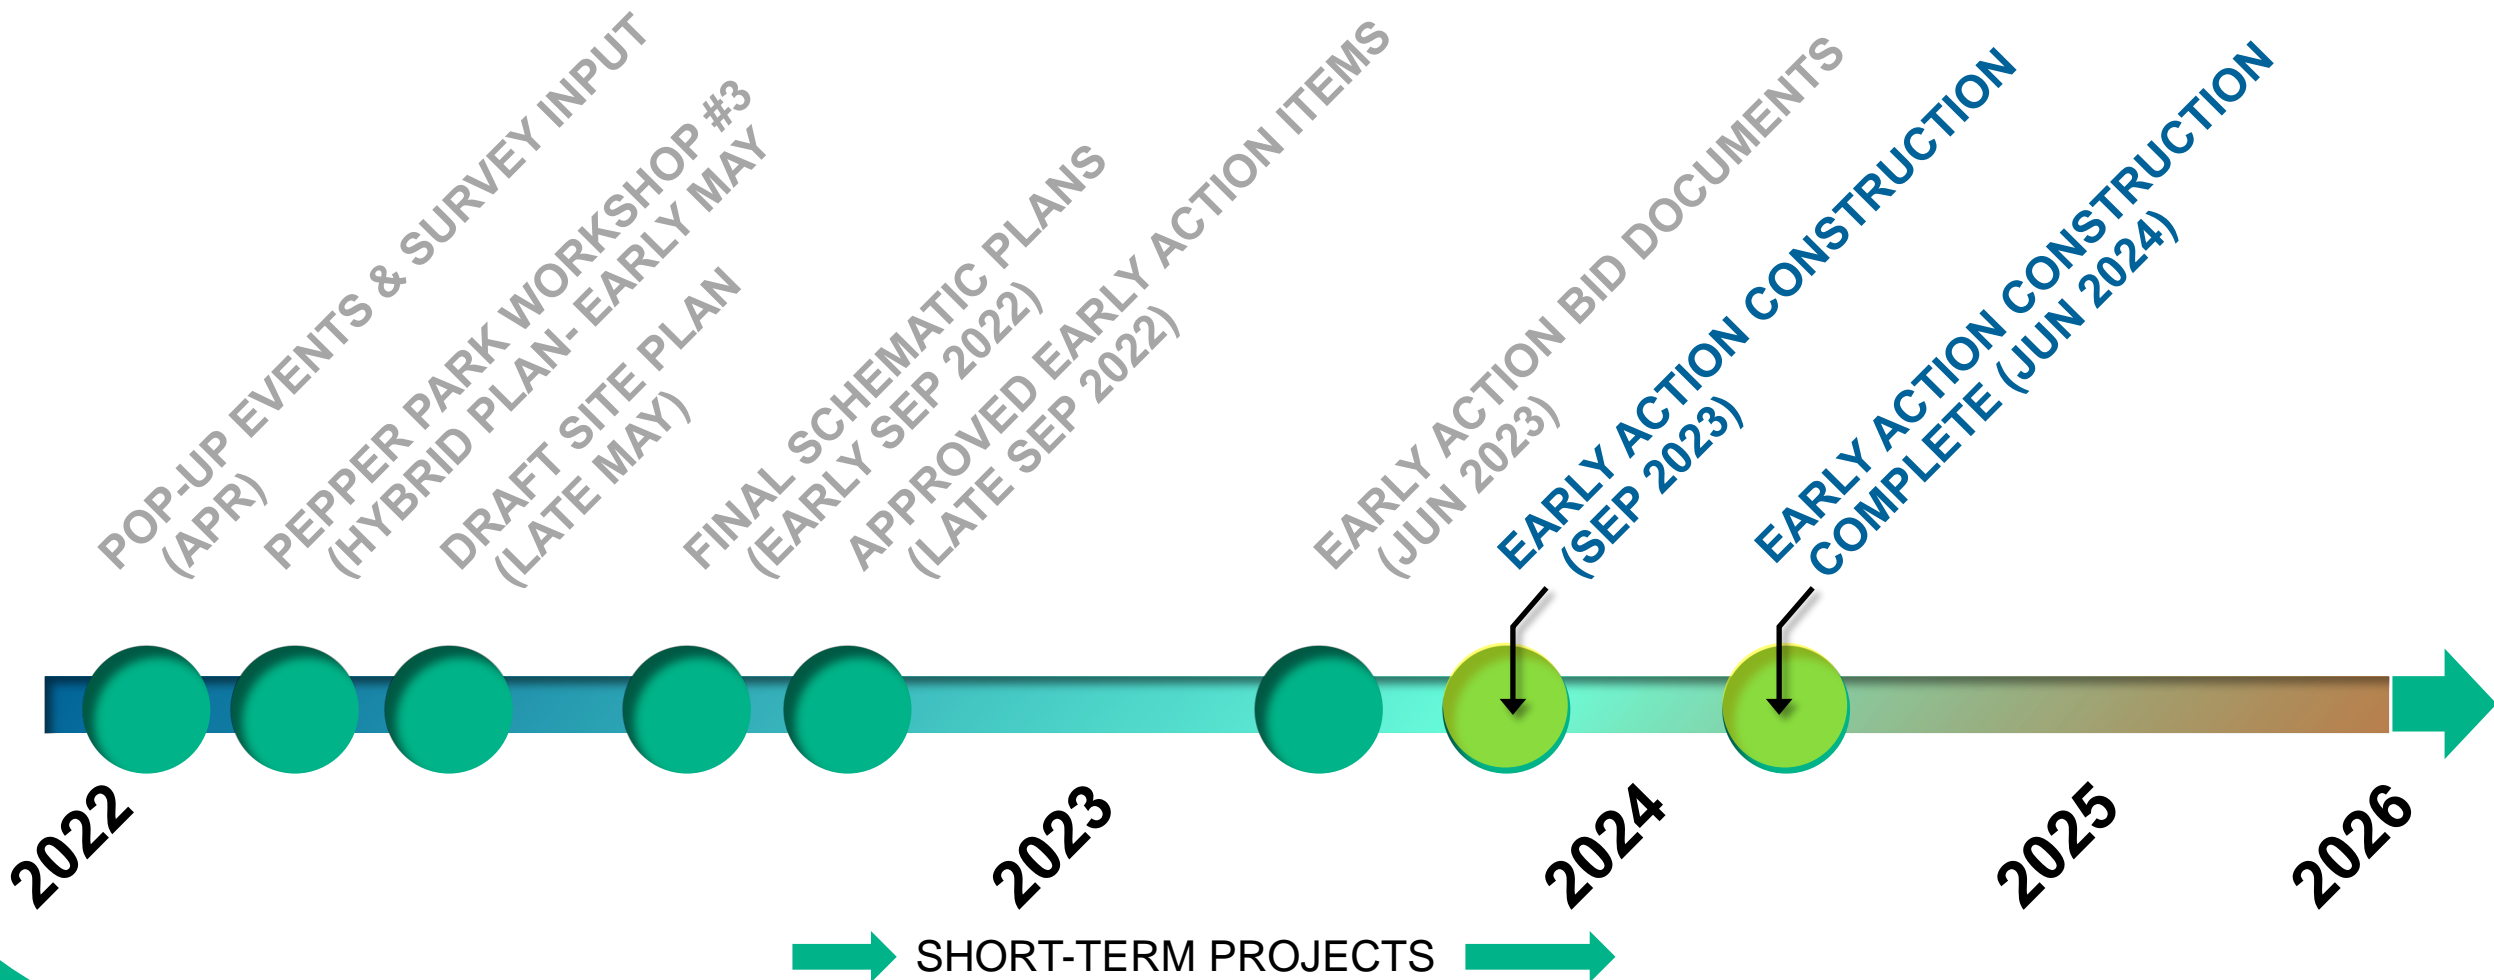 POP-UP EVENTS & SURVEY INPUT
(APR)
PEPPER PARK WORKSHOP #3
(HYBRID PLAN- EARLY MAY
DRAFT SITE PLAN
(LATE MAY)
FINAL SCHEMATIC PLANS
(EARLY SEP 2022)
APPROVED EARLY ACTION ITEMS
(LATE SEP 2022)
EARLY ACTION BID DOCUMENTS
(JUN 2023)
EARLY ACTION CONSTRUCTION
(SEP 2023)
EARLY ACTION CONSTRUCTION
COMPLETE (JUN 2024)
2022
2023
2024
2025
2026
SHORT-TERM PROJECTS